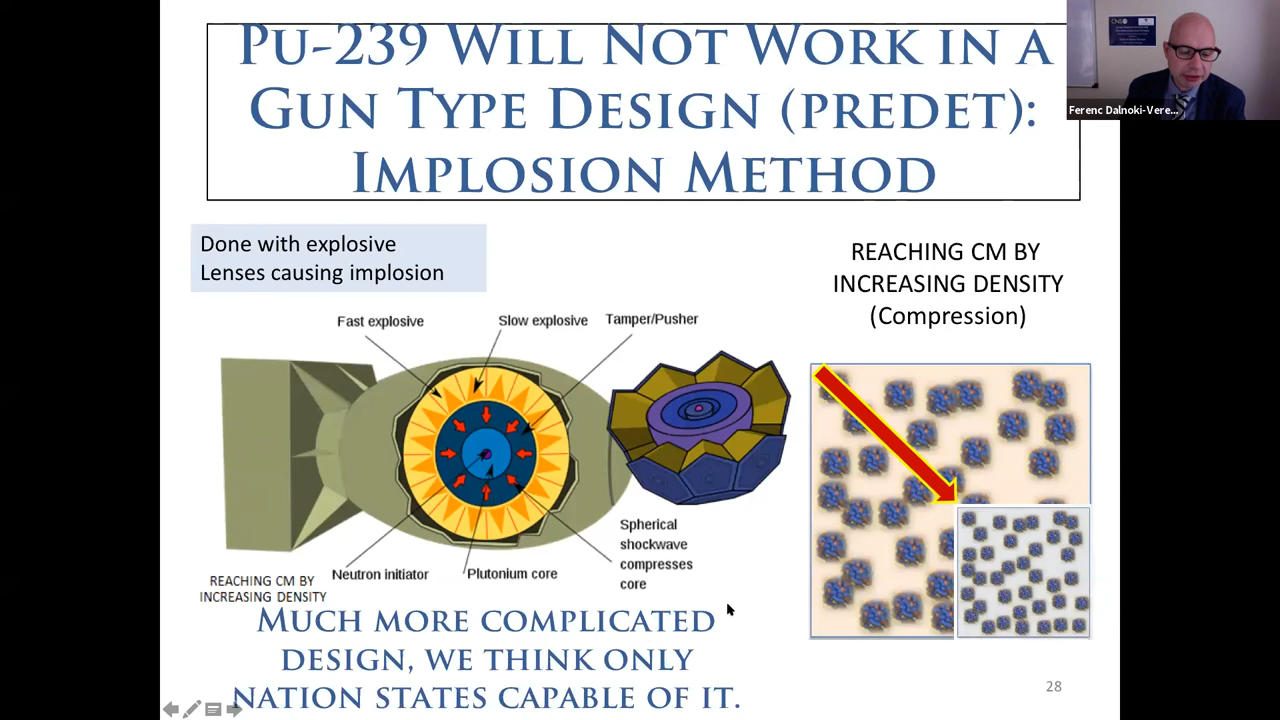 PU-239 WILL NOT WORK IN A
GUN TYPE DESIGN (PREDET):
IMPLOSION METHOD
Ferenc Dalnoki-Vere...
Done with explosive
Lenses causing implosion
REACHING CM BY
INCREASING DENSITY
(Compression)
Fast explosive
Slow explosive
Tamper/Pusher
Spherical
shockwave
compresses
core
Neutron initiator
Plutonium core
REACHING CM BY
INCREASING DENSITY
MUCH MORE COMPLICATED
DESIGN, WE THINK ONLY
NATION STATES CAPABLE OF IT.
28